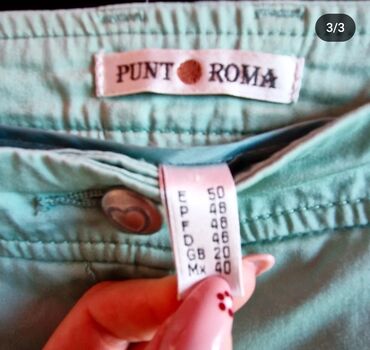 3/3
PUNT ROMA
E 50
P 48
F 48
D 46
GB 20
Mx 40